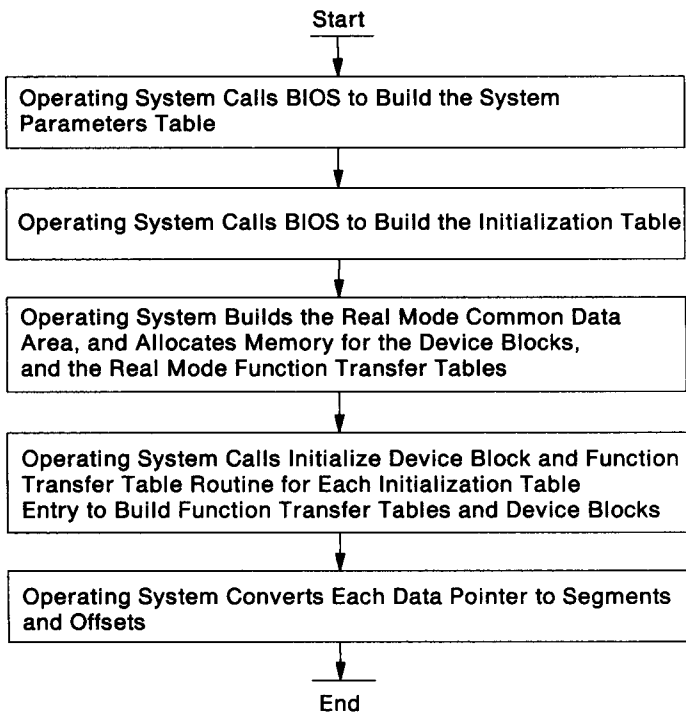 Start
Operating System Calls BIOS to Build the System
Parameters Table
Operating System Calls BIOS to Build the Initialization Table
Operating System Builds the Real Mode Common Data
Area, and Allocates Memory for the Device Blocks,
and the Real Mode Function Transfer Tables
Operating System Calls Initialize Device Block and Function
Transfer Table Routine for Each Initialization Table
Entry to Build Function Transfer Tables and Device Blocks
Operating System Converts Each Data Pointer to Segments
and Offsets
End